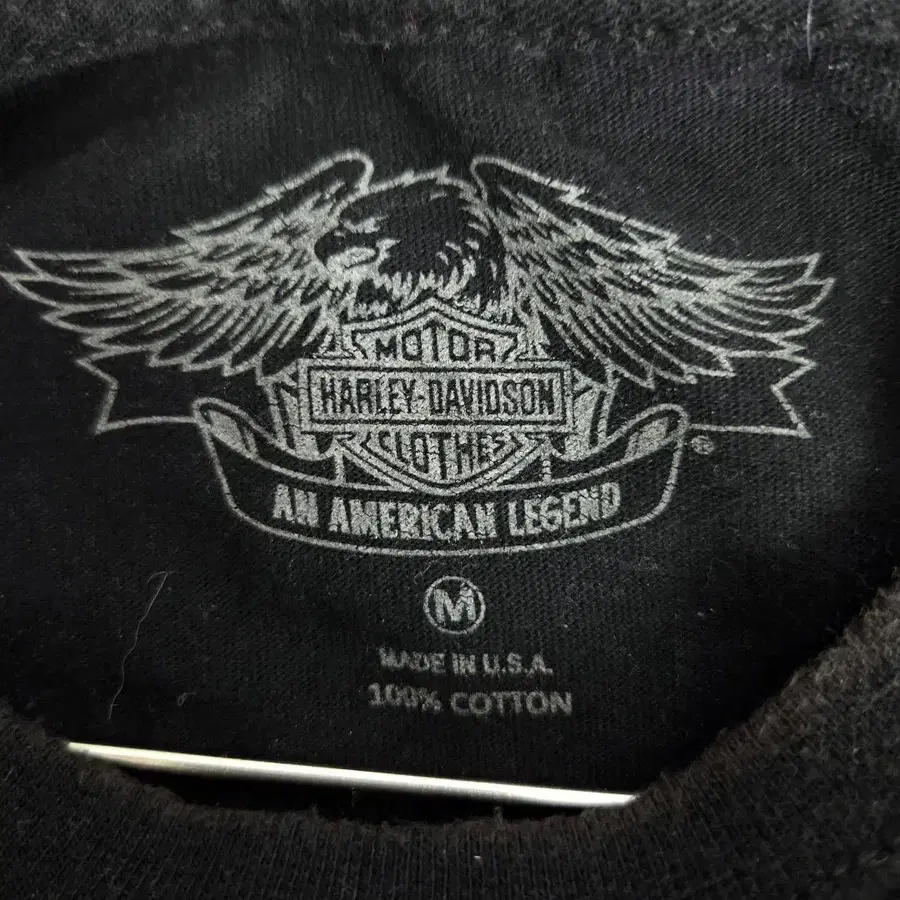 MOTOR
HARLEY-DAVIDSON
CLOTHES
®
AN AMERICAN LEGEND
M
MADE IN U.S.A.
100% COTTON